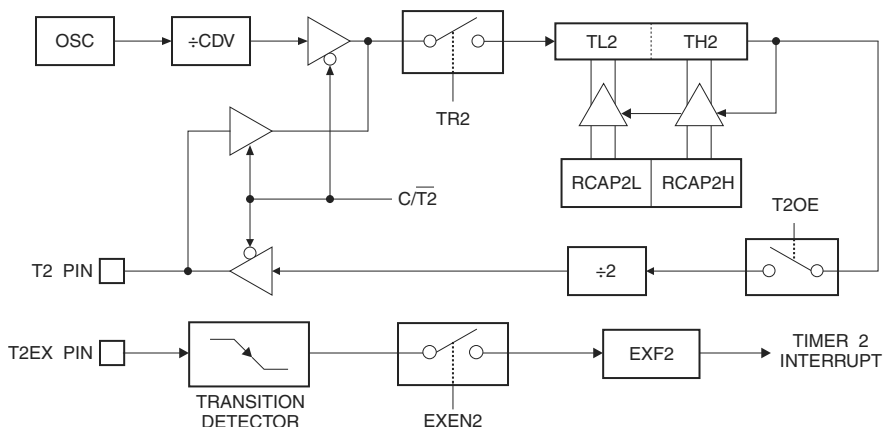 OSC
÷CDV
TL2
TH2
TR2
RCAP2L
RCAP2H
C/T2
T2OE
T2 PIN
÷2
T2EX PIN
EXF2
TIMER 2
INTERRUPT
TRANSITION
DETECTOR
EXEN2